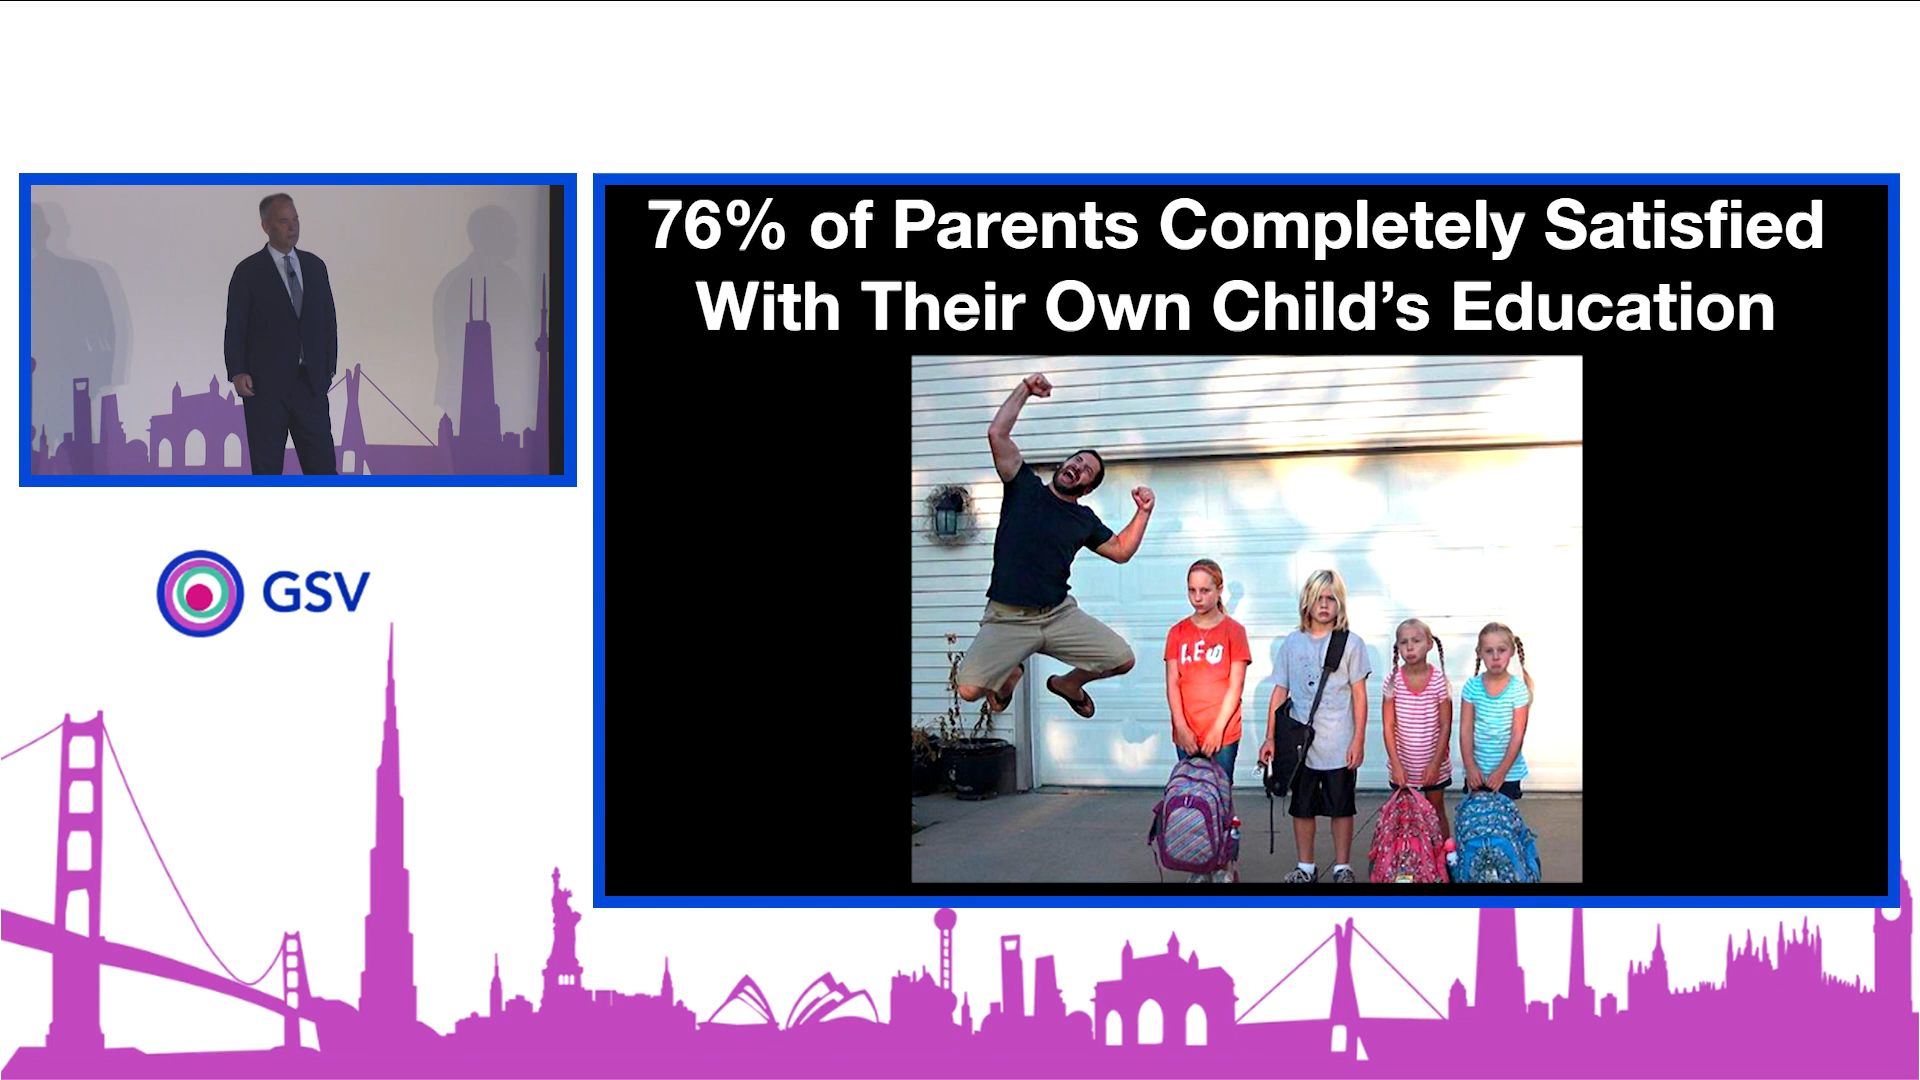 76% of Parents Completely Satisfied
With Their Own Child’s Education
GSV